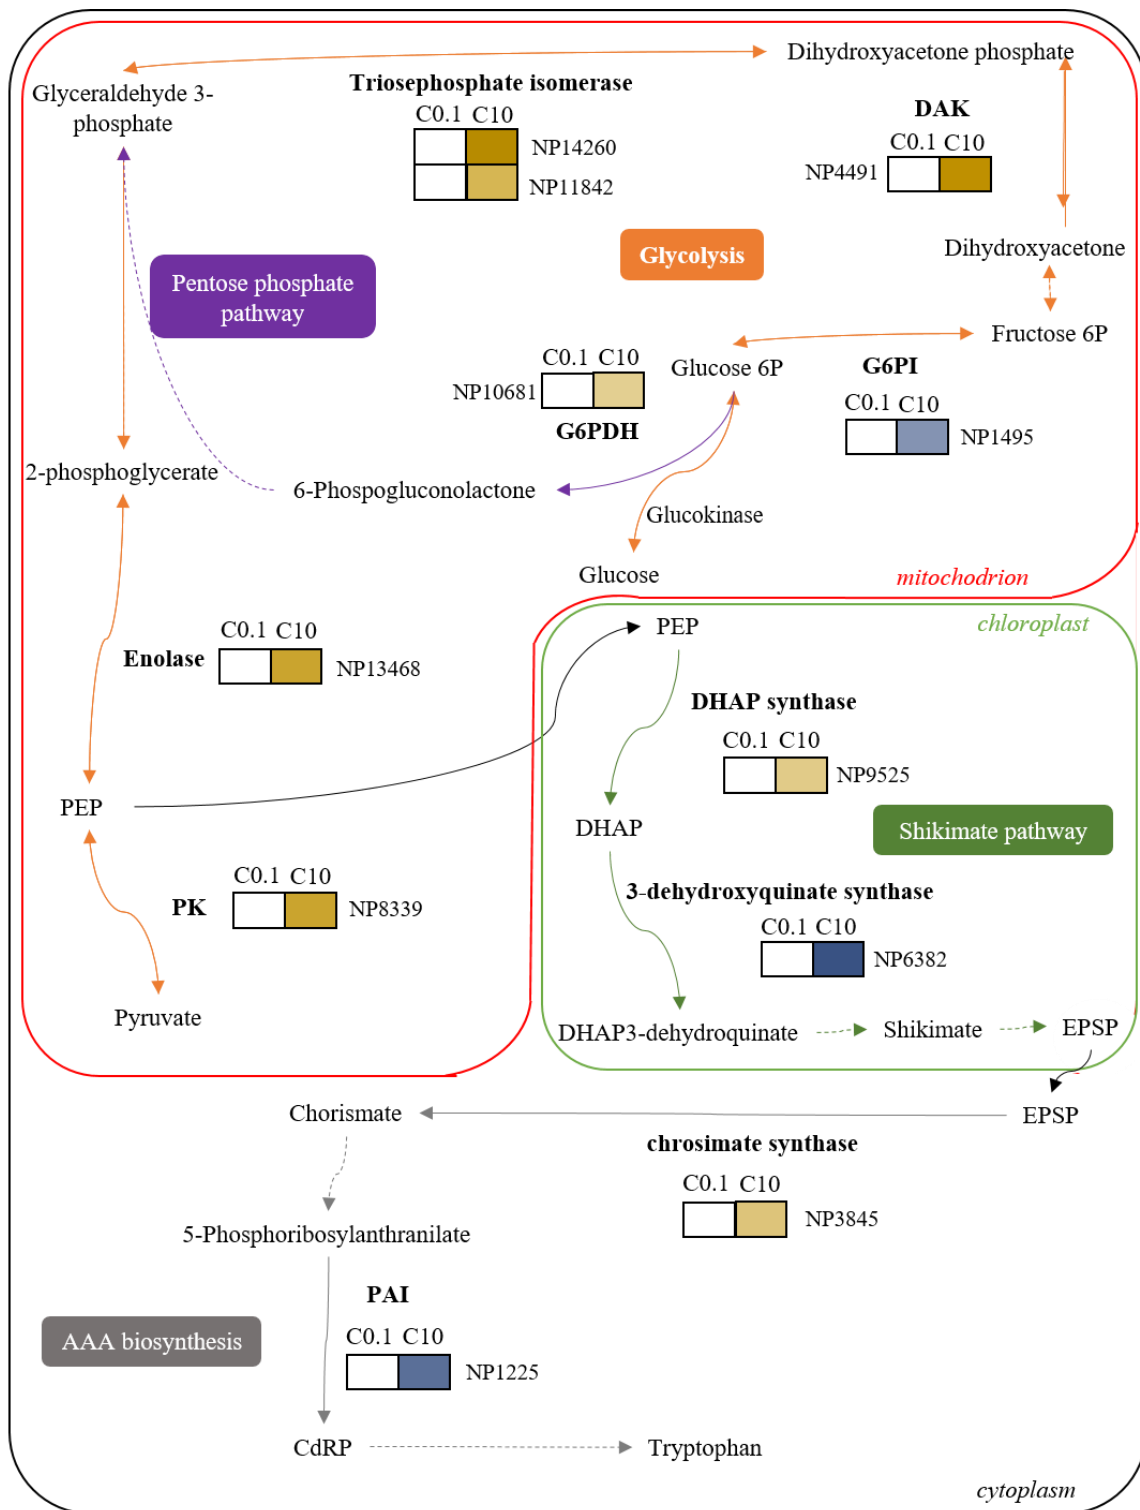 Dihydroxyacetone phosphate
Glyceraldehyde 3-
phosphate
Triosephosphate isomerase
C0.1 C10
NP14260
NP11842
DAK
C0.1 C10
NP4491
Dihydroxyacetone
Glycolysis
Pentose phosphate
pathway
Fructose 6P
Glucose 6P
C0.1 C10
NP10681
G6PDH
G6PI
C0.1 C10
NP1495
2-phosphoglycerate
6-Phospogluconolactone
Glucokinase
Glucose
mitochodrion
chloroplast
PEP
C0.1 C10
Enolase
NP13468
DHAP synthase
C0.1 C10
NP9525
PEP
DHAP
Shikimate pathway
C0.1 C10
PK
NP8339
3-dehydroxyquinate synthase
C0.1 C10
NP6382
Pyruvate
DHAP3-dehydroquinate
Shikimate
EPSP
Chorismate
EPSP
chrosimate synthase
C0.1 C10
NP3845
5-Phosphoribosylanthranilate
PAI
C0.1 C10
NP1225
AAA biosynthesis
CdRP
Tryptophan
cytoplasm